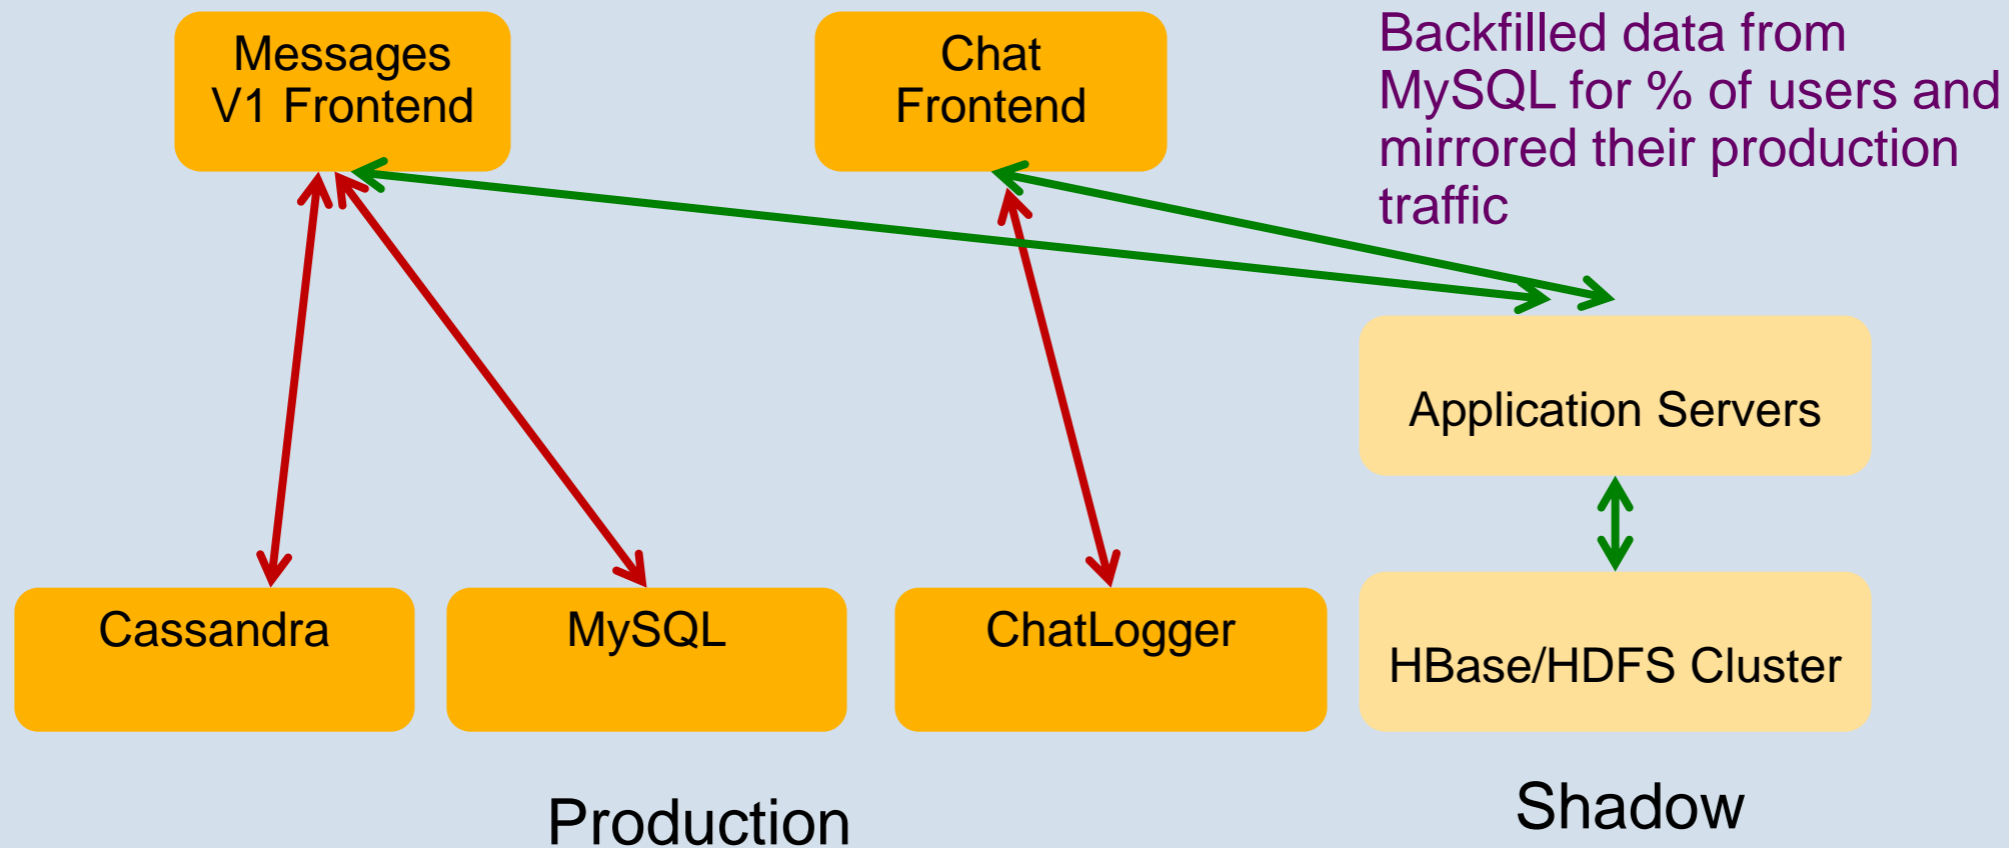 Messages
V1 Frontend
Chat
Frontend
Backfilled data from
MySQL for % of users and
mirrored their production
traffic
Application Servers
Cassandra
MySQL
ChatLogger
HBase/HDFS Cluster
Production
Shadow